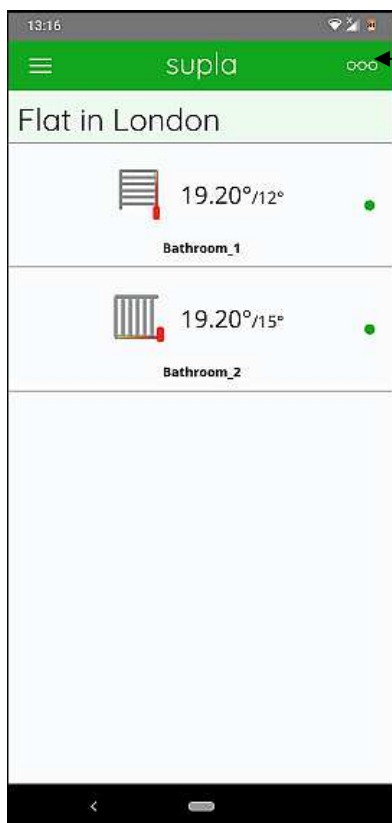 13:16
supla
Flat in London
19.20°/12°
Bathroom_1
19.20°/15°
Bathroom_2